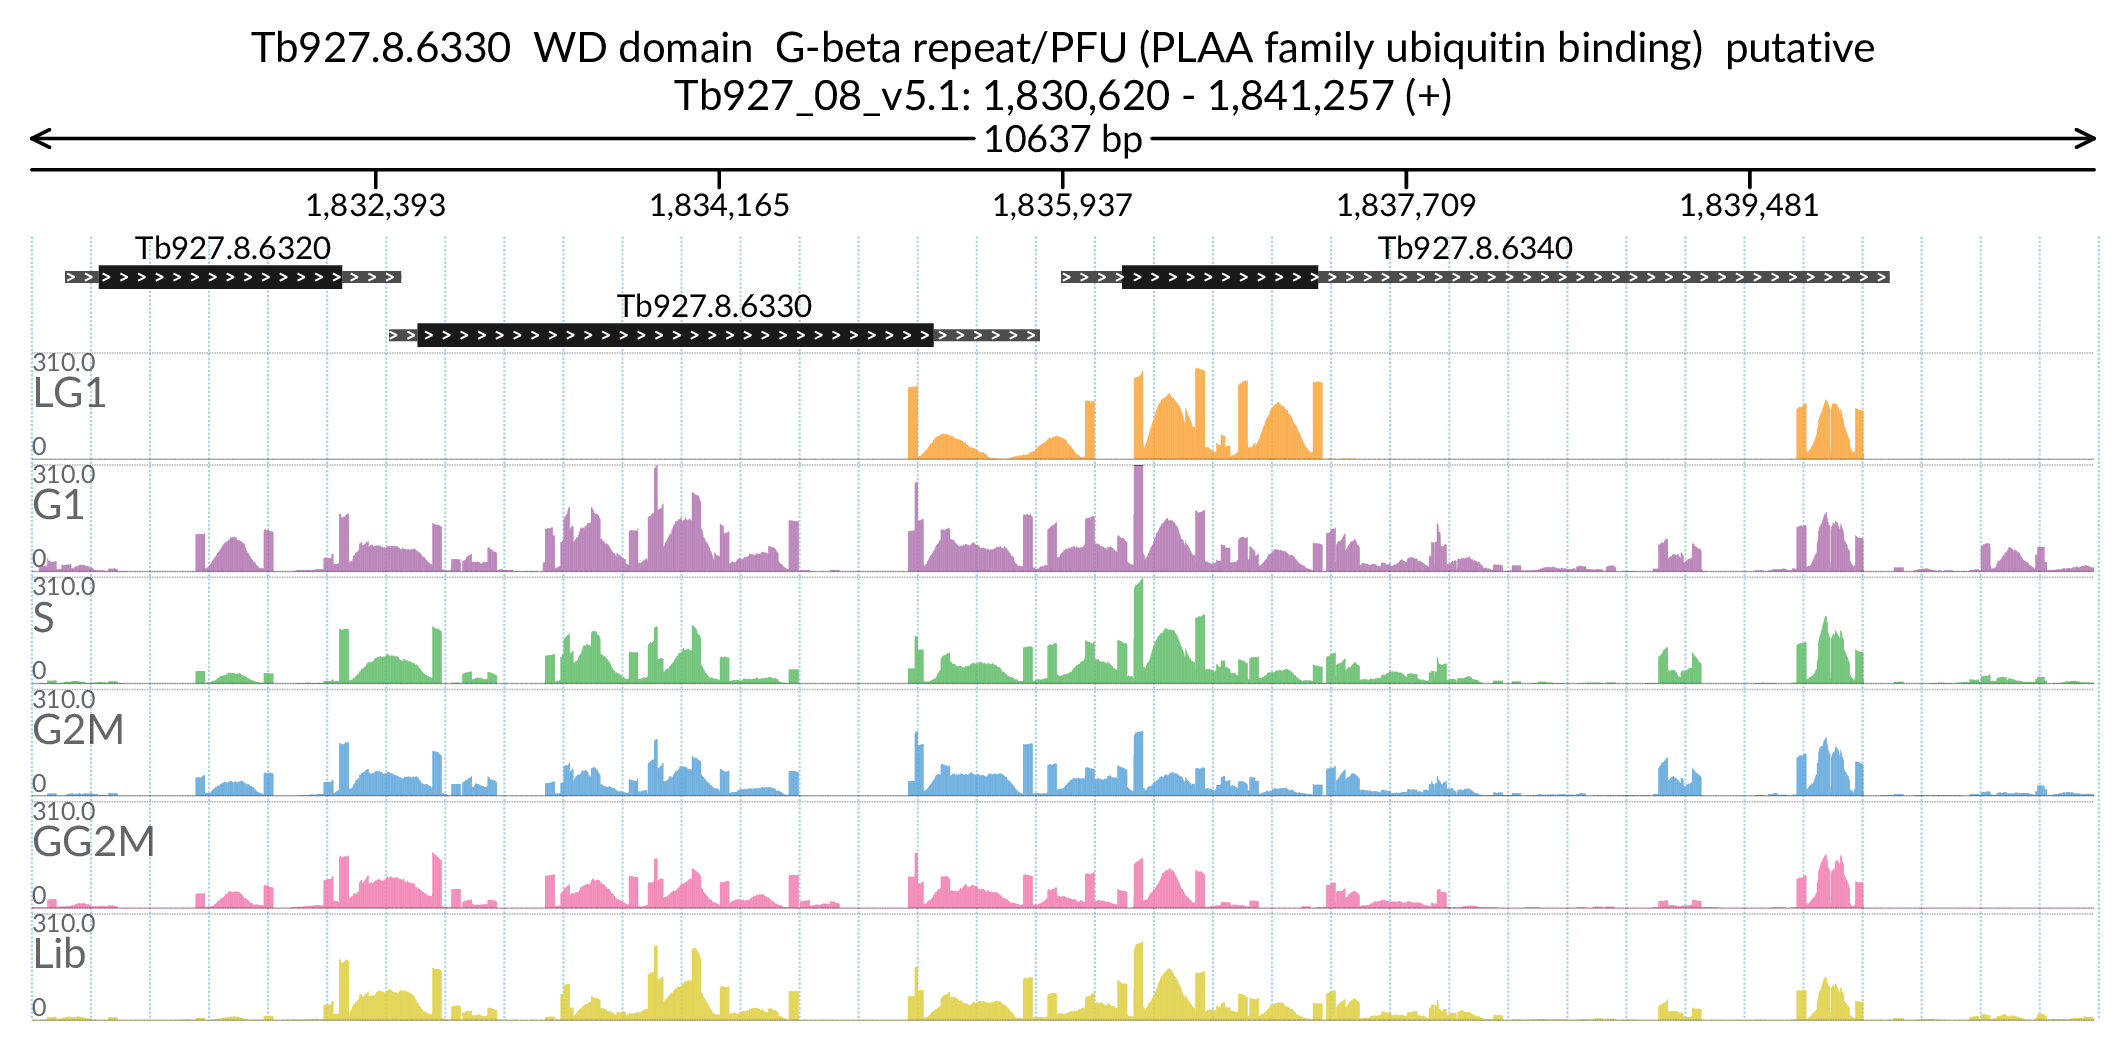 Tb927.8.6330  WD domain  G-beta repeat/PFU (PLAA family ubiquitin binding)  putative
Tb927_08_v5.1: 1,830,620 - 1,841,257 (+)
10637 bp
1,832,393 1,834,165 1,835,937 1,837,709 1,839,481
Tb927.8.6320 Tb927.8.6340
Tb927.8.6330
310.0
LG1
0
310.0
G1
0
310.0
S
0
310.0
G2M
0
310.0
GG2M
0
310.0
Lib
0